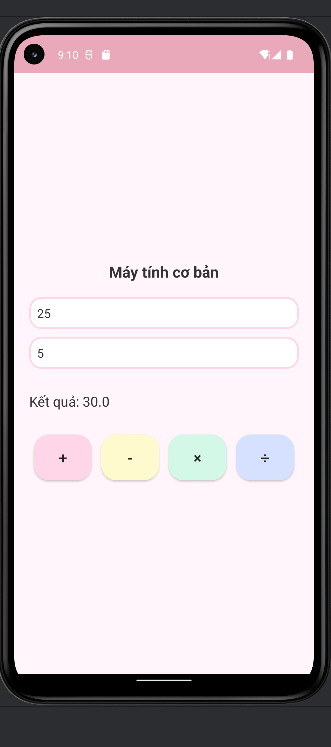 9:10
Máy tính cơ bản
25
5
Kết quả: 30.0
+ - × ÷